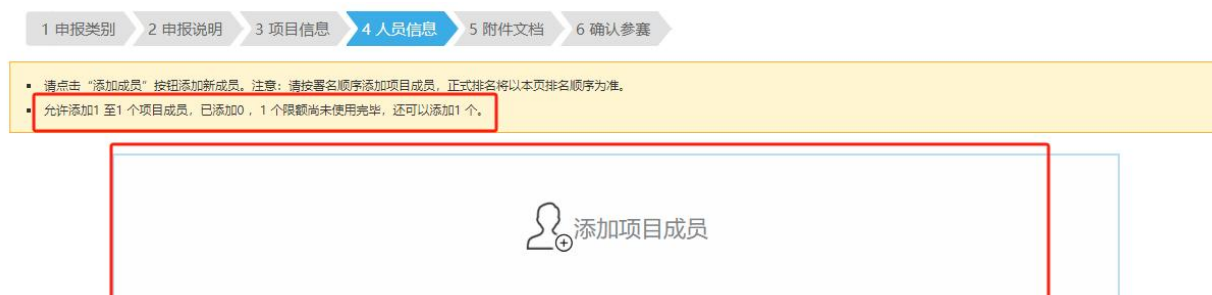 1 申报类别 2 申报说明 3 项目信息 4 人员信息 5 附件文档 6 确认参赛
请点击“添加成员”按钮添加新成员。注意：请按署名顺序添加项目成员，正式排名将以本页排名顺序为准。
允许添加1 至1 个项目成员，已添加0 ，1 个限额尚未使用完毕，还可以添加1 个。
添加项目成员